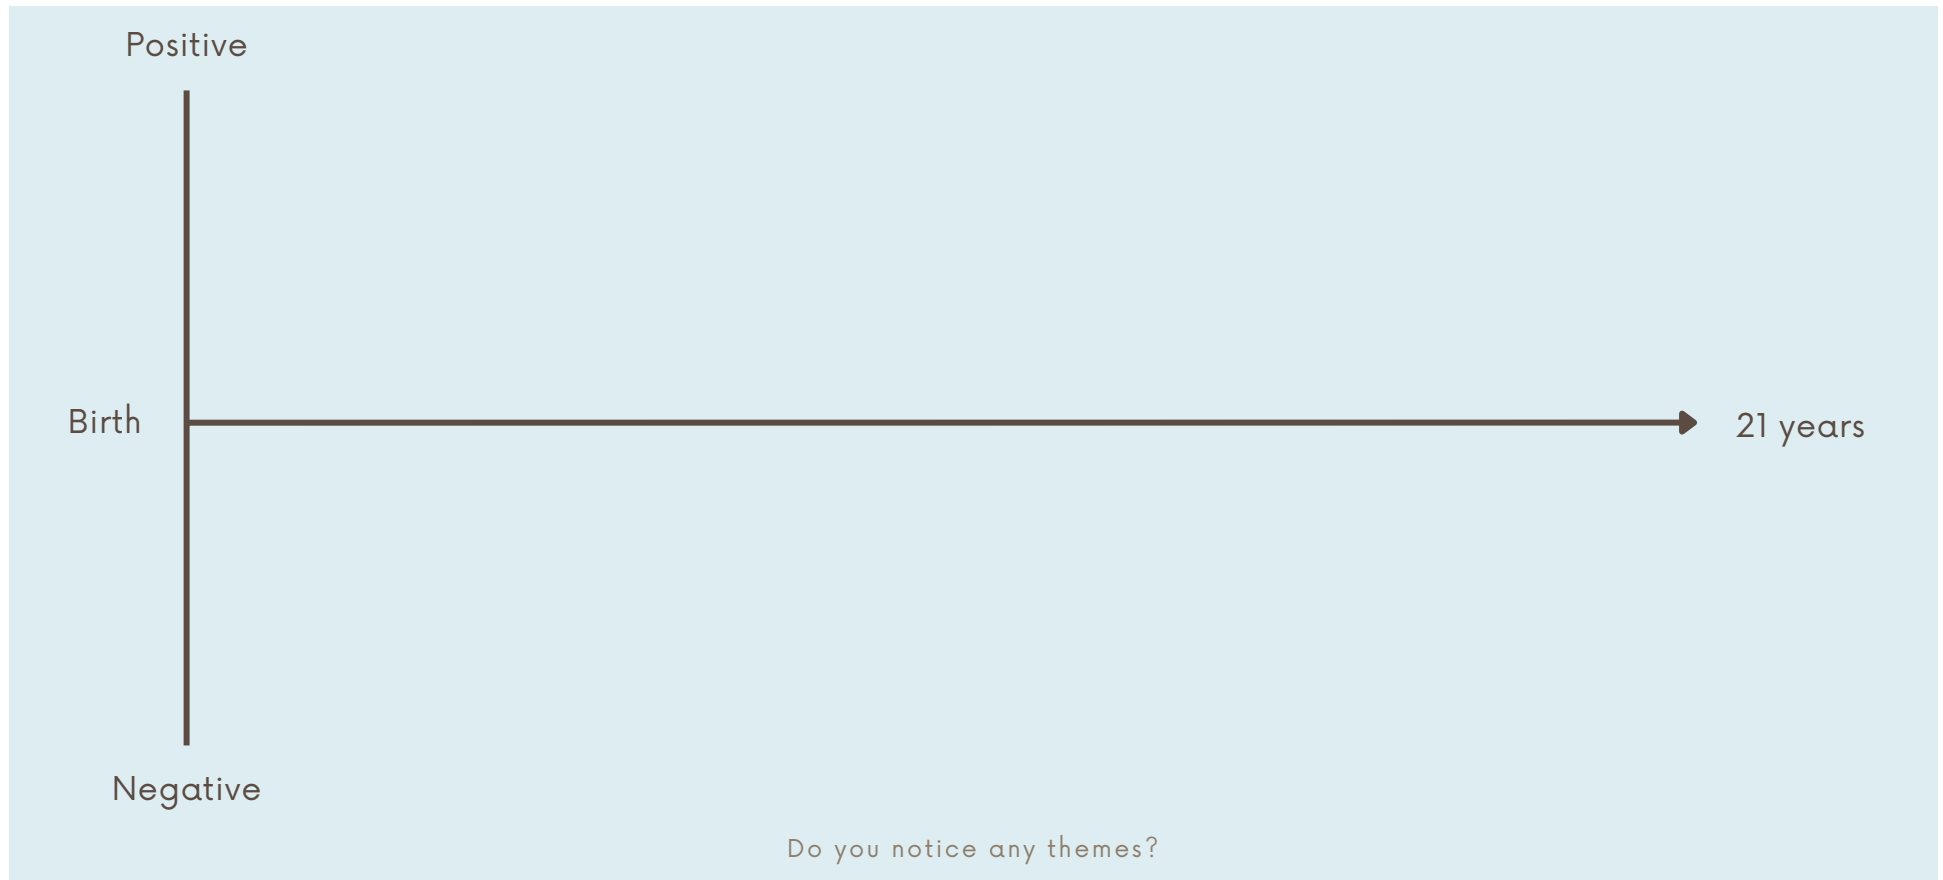 Positive
Birth
21 years
Negative
Do you notice any themes?